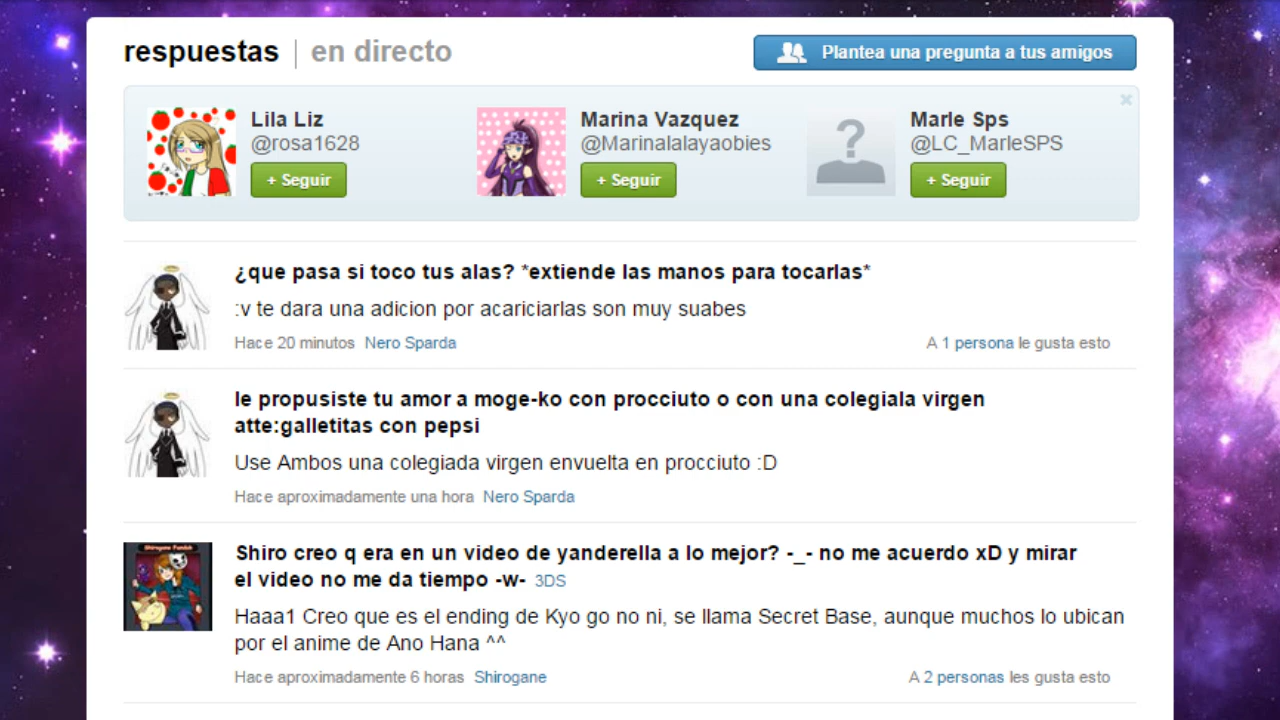 respuestas | en directo
Plantea una pregunta a tus amigos
Lila Liz
@rosa1628
+ Seguir
Marina Vazquez
@Marinalalayaobies
+ Seguir
Marle Sps
@LC_MarleSPS
+ Seguir
¿que pasa si toco tus alas? *extiende las manos para tocarlas*
:v te dara una adicion por acariciarlas son muy suabes
Hace 20 minutos Nero Sparda
A 1 persona le gusta esto
le propusiste tu amor a moge-ko con procciuto o con una colegiala virgen
atte:galletitas con pepsi
Use Ambos una colegiada virgen envuelta en procciuto :D
Hace aproximadamente una hora Nero Sparda
Shiro creo q era en un video de yanderella a lo mejor? -_- no me acuerdo xD y mirar
el video no me da tiempo -w- 3DS
Haaa1 Creo que es el ending de Kyo go no ni, se llama Secret Base, aunque muchos lo ubican
por el anime de Ano Hana ^^
Hace aproximadamente 6 horas Shirogane
A 2 personas les gusta esto